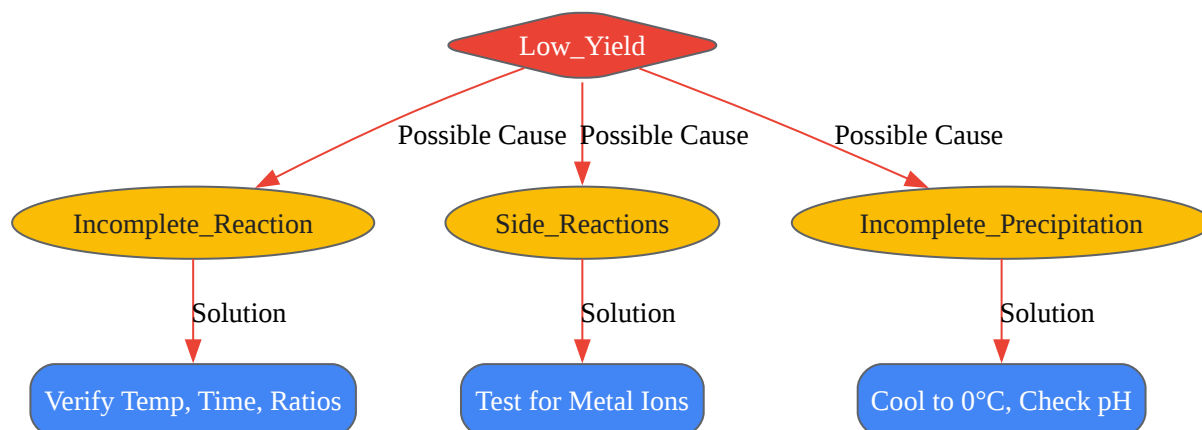 Low_Yield
Possible Cause
Possible Cause
Possible Cause
Incomplete_Reaction
Side_Reactions
Incomplete_Precipitation
Solution
Solution
Solution
Verify Temp, Time, Ratios
Test for Metal Ions
Cool to 0°C, Check pH